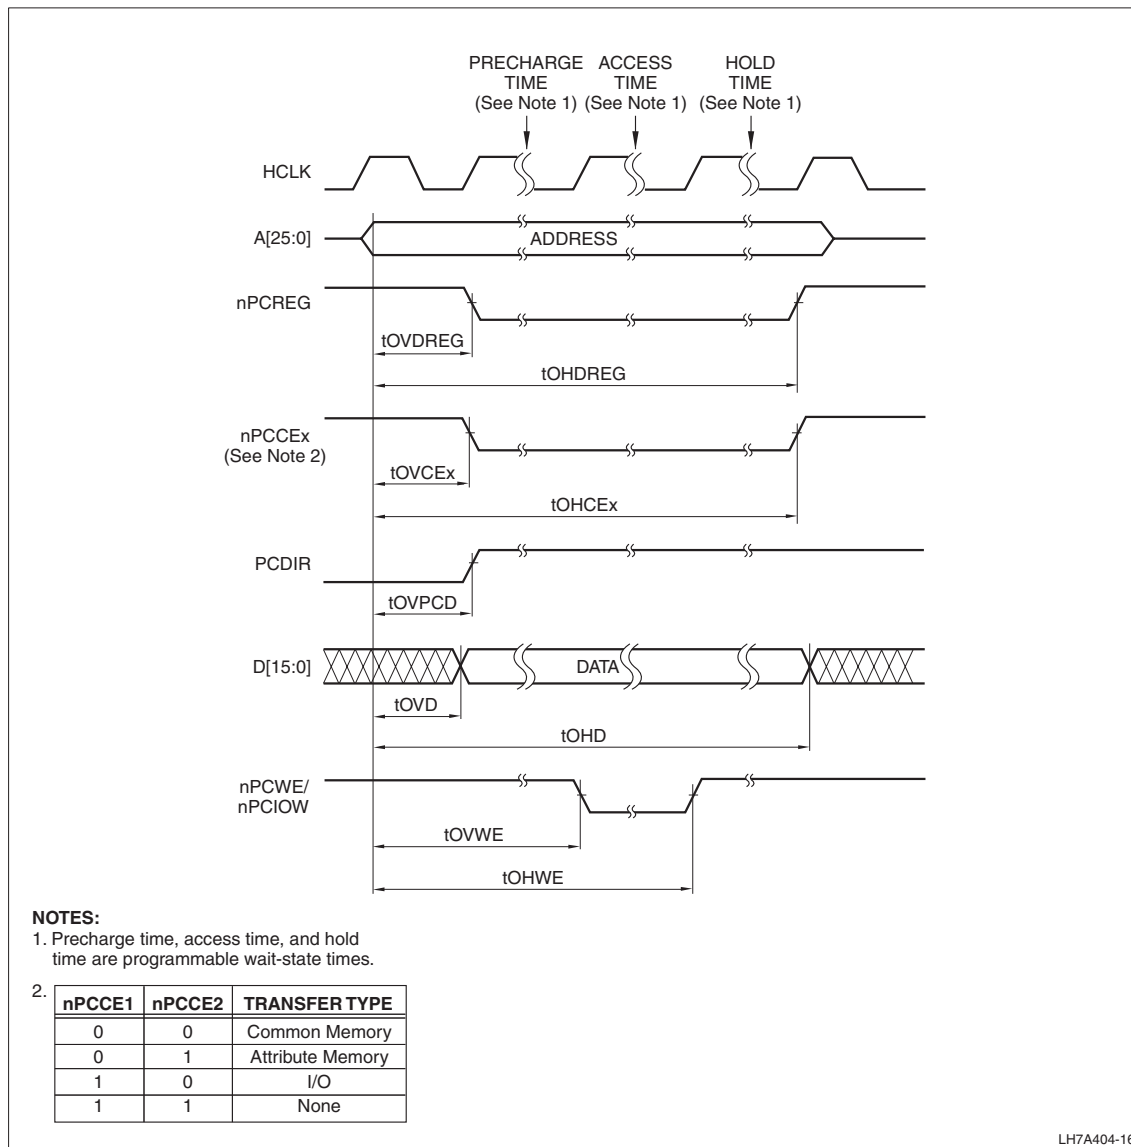 PRECHARGE ACCESS HOLD
TIME TIME TIME
(See Note 1) (See Note 1) (See Note 1)
HCLK
A[25:0] ADDRESS
nPCREG
tOVDREG
tOHDREG
nPCCEx
(See Note 2)
tOVCEx
tOHCEx
PCDIR
tOVPCD
D[15:0] DATA
tOVD
tOHD
nPCWE/
nPCIOW
tOVWE
tOHWE
NOTES:
1. Precharge time, access time, and hold
time are programmable wait-state times.
2.
nPCCE1 nPCCE2 TRANSFER TYPE
0 0 Common Memory
0 1 Attribute Memory
1 0 I/O
1 1 None
LH7A404-16